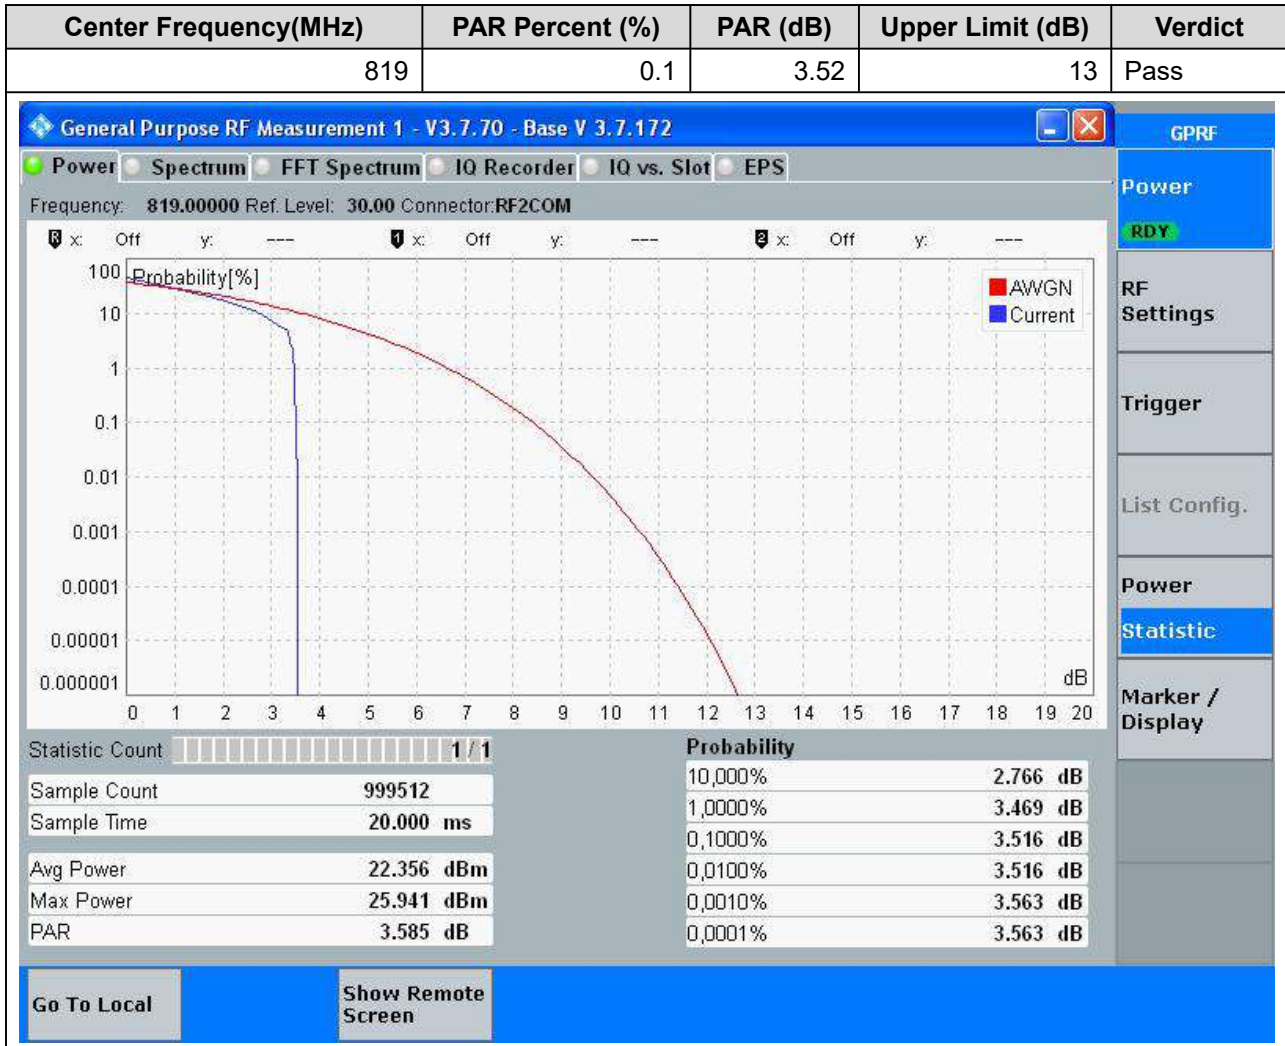 Center Frequency(MHz) PAR Percent (%) PAR (dB) Upper Limit (dB) Verdict
819 0.1 3.52 13 Pass
General Purpose RF Measurement 1 - V3.7.70 - Base V 3.7.172
GPRF
Power Spectrum FFT Spectrum IQ Recorder IQ vs. Slot EPS
Frequency: 819.00000 Ref. Level: 30.00 Connector:RF2COM
R x: Off y: --- 1 x: Off y: --- 2 x: Off y: ---
Probability[%]
100
10
1
0.1
0.01
0.001
0.0001
0.00001
0.000001
AWGN
Current
dB
0 1 2 3 4 5 6 7 8 9 10 11 12 13 14 15 16 17 18 19 20
Statistic Count 1 / 1
Sample Count 999512
Sample Time 20.000 ms
Avg Power 22.356 dBm
Max Power 25.941 dBm
PAR 3.585 dB
Probability
10,000% 2.766 dB
1,0000% 3.469 dB
0,1000% 3.516 dB
0,0100% 3.516 dB
0,0010% 3.563 dB
0,0001% 3.563 dB
Power
RDY
RF
Settings
Trigger
List Config.
Power
Statistic
Marker /
Display
Go To Local
Show Remote
Screen